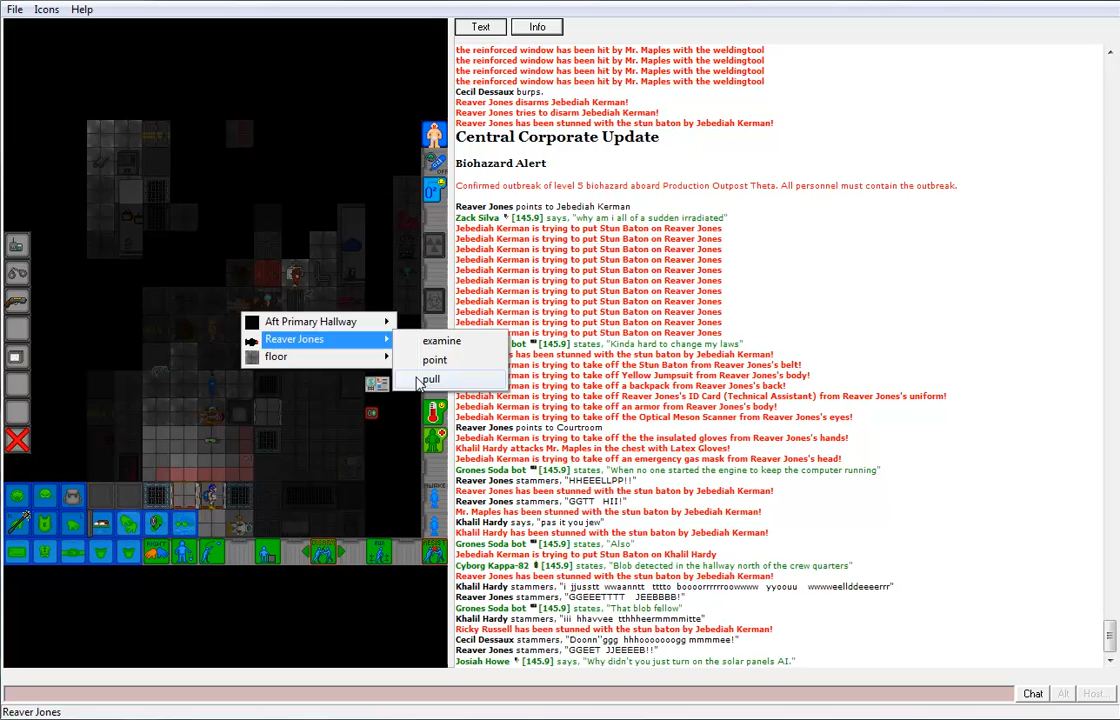 File Icons Help
Text Info
the reinforced window has been hit by Mr. Maples with the weldingtool
the reinforced window has been hit by Mr. Maples with the weldingtool
the reinforced window has been hit by Mr. Maples with the weldingtool
the reinforced window has been hit by Mr. Maples with the weldingtool
Cecil Dessaux burps.
Reaver Jones disarms Jebediah Kerman!
Reaver Jones tries to disarm Jebediah Kerman!
Reaver Jones has been stunned with the stun baton by Jebediah Kerman!
Central Corporate Update
Biohazard Alert
Confirmed outbreak of level 5 biohazard aboard Production Outpost Theta. All personnel must contain the outbreak.
Reaver Jones points to Jebediah Kerman
Zack Silva [145.9] says, "why am i all of a sudden irradiated"
Jebediah Kerman is trying to put Stun Baton on Reaver Jones
Jebediah Kerman is trying to put Stun Baton on Reaver Jones
Jebediah Kerman is trying to put Stun Baton on Reaver Jones
Jebediah Kerman is trying to put Stun Baton on Reaver Jones
Jebediah Kerman is trying to put Stun Baton on Reaver Jones
Jebediah Kerman is trying to put Stun Baton on Reaver Jones
Jebediah Kerman is trying to put Stun Baton on Reaver Jones
Jebediah Kerman is trying to put Stun Baton on Reaver Jones
Jebediah Kerman is trying to put Stun Baton on Reaver Jones
Jebediah Kerman is trying to put Stun Baton on Reaver Jones
Jebediah Kerman is trying to put Stun Baton on Reaver Jones
bot [145.9] states, "Kinda hard to change my laws"
has been stunned with the stun baton by Jebediah Kerman!
is trying to take off the Stun Baton from Reaver Jones's belt!
is trying to take off Yellow Jumpsuit from Reaver Jones's body!
is trying to take off a backpack from Reaver Jones's back!
is trying to take off Reaver Jones's ID Card (Technical Assistant) from Reaver Jones's uniform!
Jebediah Kerman is trying to take off an armor from Reaver Jones's body!
Jebediah Kerman is trying to take off the Optical Meson Scanner from Reaver Jones's eyes!
Reaver Jones points to Courtroom
Jebediah Kerman is trying to take off the the insulated gloves from Reaver Jones's hands!
Khalil Hardy attacks Mr. Maples in the chest with Latex Gloves!
Jebediah Kerman is trying to take off an emergency gas mask from Reaver Jones's head!
Grones Soda bot [145.9] states, "When no one started the engine to keep the computer running"
Reaver Jones stammers, "HHEEELLPP!!"
Reaver Jones has been stunned with the stun baton by Jebediah Kerman!
Reaver Jones stammers, "GGTT HII!"
Mr. Maples has been stunned with the stun baton by Jebediah Kerman!
Khalil Hardy says, "pas it you jew"
Khalil Hardy has been stunned with the stun baton by Jebediah Kerman!
Grones Soda bot [145.9] states, "Also"
Jebediah Kerman is trying to put Stun Baton on Khalil Hardy
Cyborg Kappa-82 [145.9] states, "Blob detected in the hallway north of the crew quarters"
Reaver Jones has been stunned with the stun baton by Jebediah Kerman!
Khalil Hardy stammers, "i jjusstt wwaanntt tttto boooorrrrrroowwww yyoouu wwwweellddeeeerrr"
Reaver Jones stammers, "GGEEETTTT JEEBBBB!"
Grones Soda bot [145.9] states, "That blob fellow"
Khalil Hardy stammers, "iii hhavvee tthheerrmmmmitte"
Ricky Russell has been stunned with the stun baton by Jebediah Kerman!
Cecil Dessaux stammers, "Doonn''ggg hhhooooooogg mmmmee!"
Reaver Jones stammers, "GGEET JJEEEEB!!"
Josiah Howe [145.9] says, "Why didn't you just turn on the solar panels AI."
Aft Primary Hallway
Reaver Jones
floor
examine
point
pull
Chat Alt Host...
Reaver Jones